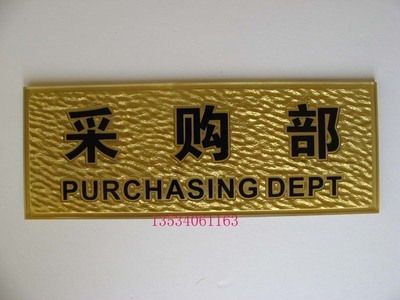 采购部
PURCHASING DEPT
13534061163